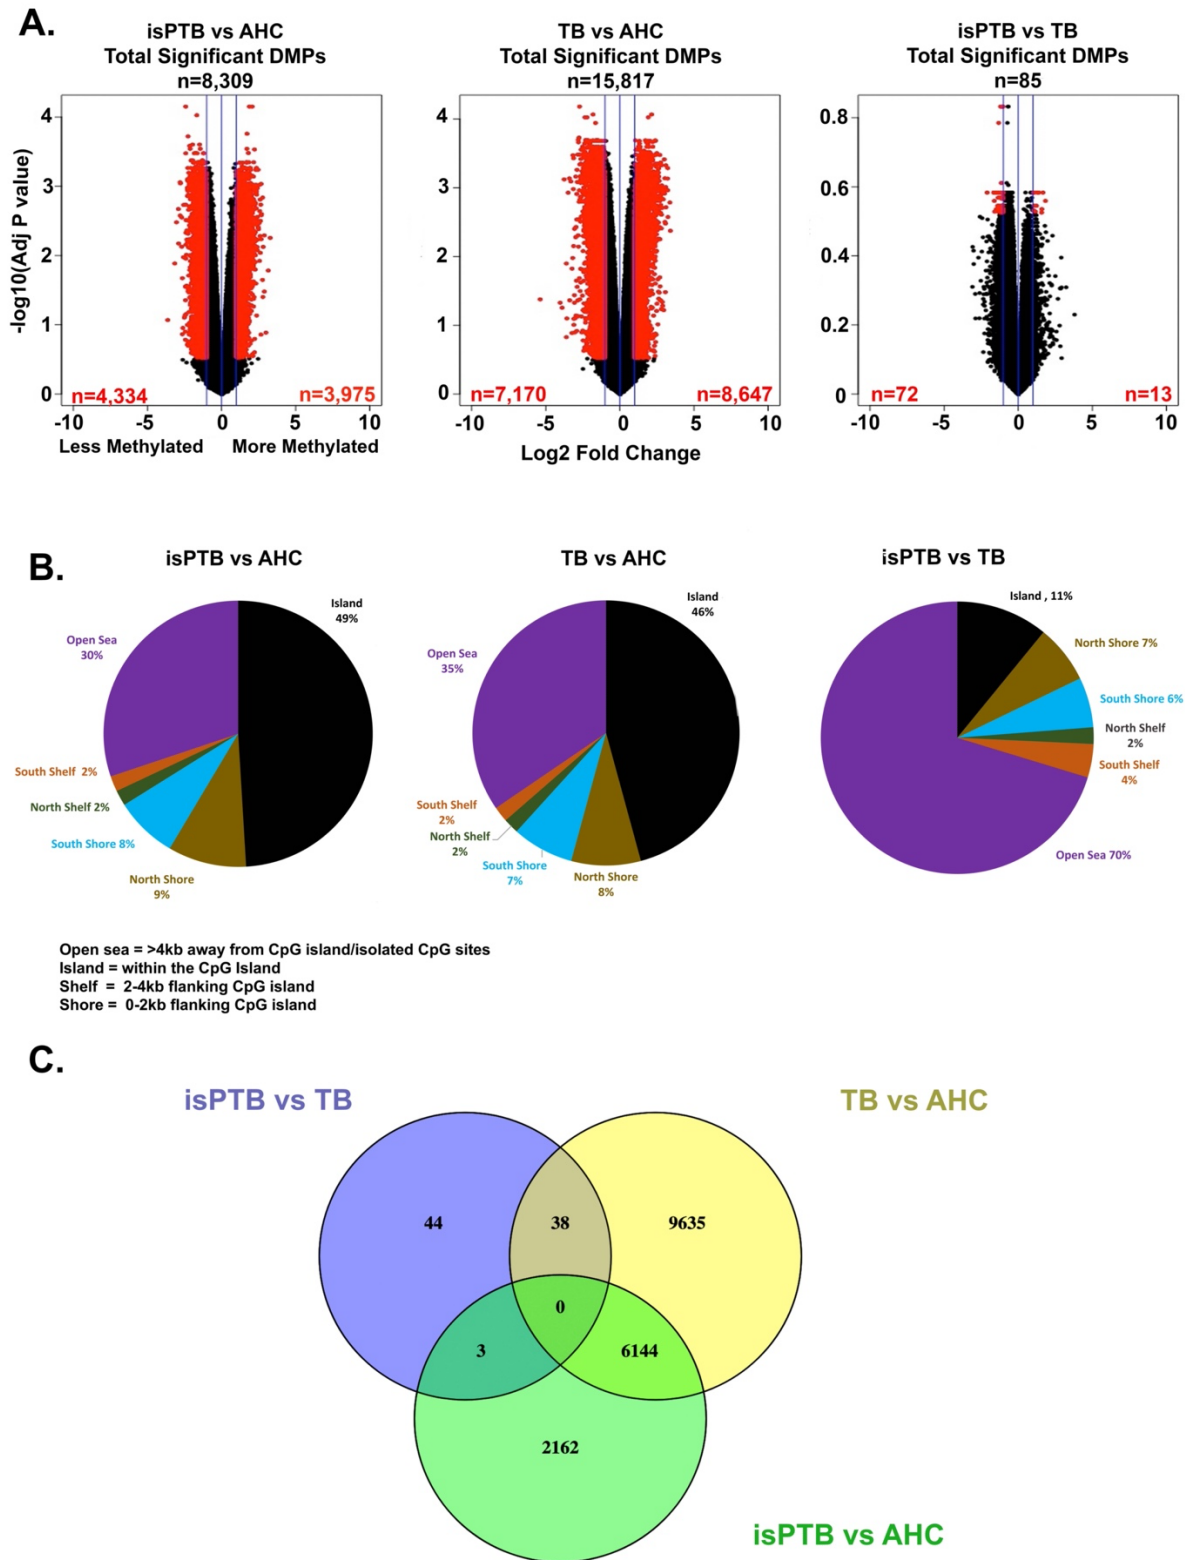 A.
isPTB vs AHC
Total Significant DMPs
n=8,309
TB vs AHC
Total Significant DMPs
n=15,817
isPTB vs TB
Total Significant DMPs
n=85
-log10(Adj P value)
4
3
2
1
0
n=4,334
n=3,975
-10
-5
0
5
10
Less Methylated
More Methylated
4
3
2
1
0
n=7,170
n=8,647
-10
-5
0
5
10
Log2 Fold Change
0.8
0.6
0.4
0.2
0
n=72
n=13
-10
-5
0
5
10
B.
isPTB vs AHC
Island
49%
Open Sea
30%
South Shelf 2%
North Shelf 2%
South Shore 8%
North Shore
9%
TB vs AHC
Island
46%
Open Sea
35%
South Shelf
2%
North Shelf
2%
South Shore
7%
North Shore
8%
isPTB vs TB
Island , 11%
North Shore 7%
South Shore 6%
North Shelf
2%
South Shelf
4%
Open Sea 70%
Open sea = >4kb away from CpG island/isolated CpG sites
Island = within the CpG Island
Shelf = 2-4kb flanking CpG island
Shore = 0-2kb flanking CpG island
C.
isPTB vs TB
TB vs AHC
44
38
9635
0
3
6144
2162
isPTB vs AHC